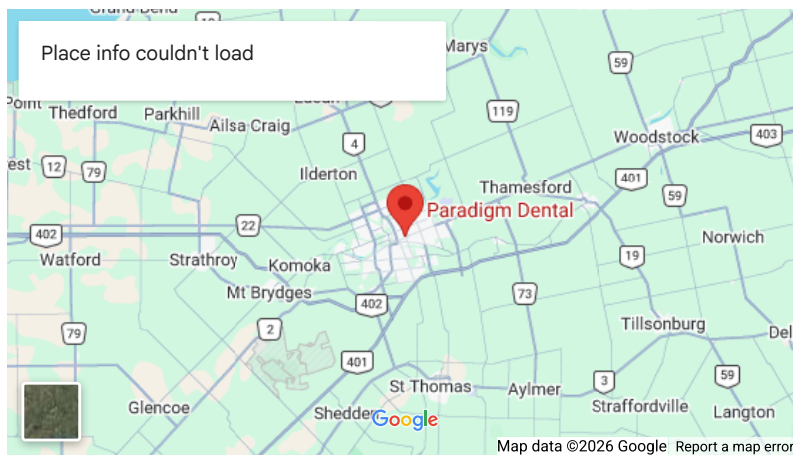 Grand Bend
Place info couldn't load
Marys
59
119
Point
Thedford
Parkhill
Ailsa Craig
Lucan
4
Woodstock
403
est
12
79
Ilderton
Thamesford
401
59
Paradigm Dental
402
22
Norwich
Watford
Strathroy
Komoka
19
Mt Brydges
402
73
79
2
Tillsonburg
Del
401
St Thomas
Aylmer
3
59
Glencoe
Shedden
Google
Straffordville
Langton
Map data ©2026 Google
Report a map error